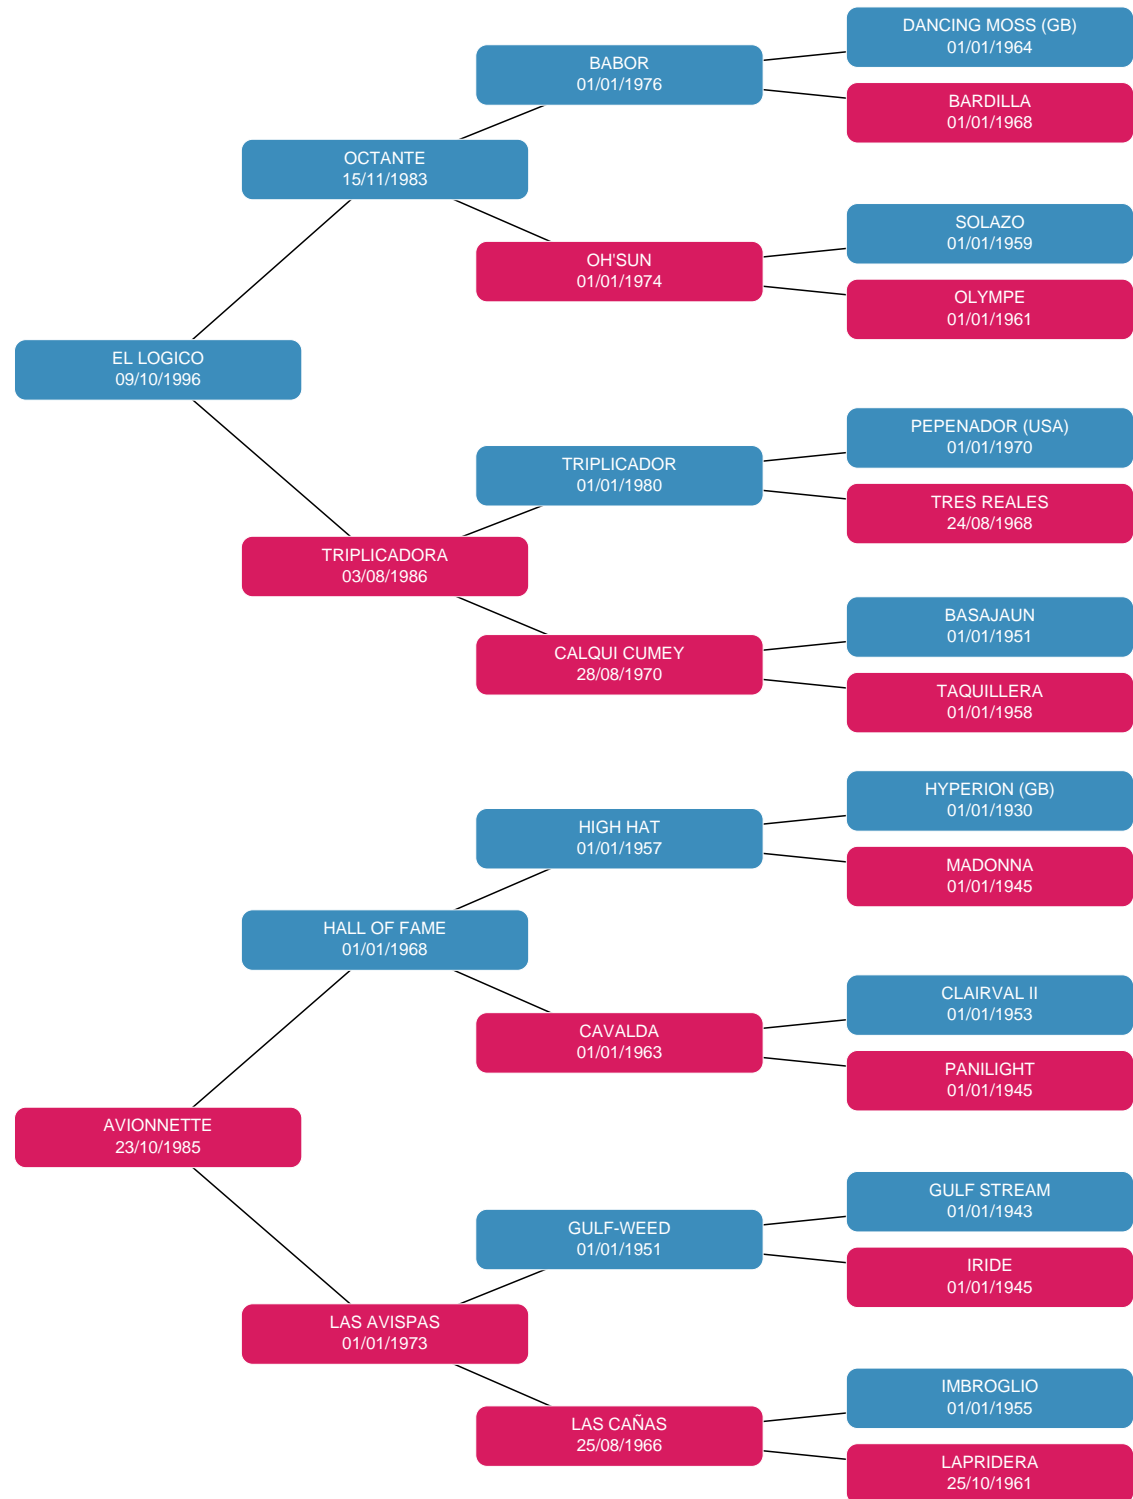 DANCING MOSS (GB)
01/01/1964
BABOR
01/01/1976
BARDILLA
01/01/1968
OCTANTE
15/11/1983
SOLAZO
01/01/1959
OH'SUN
01/01/1974
OLYMPE
01/01/1961
EL LOGICO
09/10/1996
PEPENADOR (USA)
01/01/1970
TRIPLICADOR
01/01/1980
TRES REALES
24/08/1968
TRIPLICADORA
03/08/1986
BASAJAUN
01/01/1951
CALQUI CUMEY
28/08/1970
TAQUILLERA
01/01/1958
HYPERION (GB)
01/01/1930
HIGH HAT
01/01/1957
MADONNA
01/01/1945
HALL OF FAME
01/01/1968
CLAIRVAL II
01/01/1953
CAVALDA
01/01/1963
PANILIGHT
01/01/1945
AVIONNETTE
23/10/1985
GULF STREAM
01/01/1943
GULF-WEED
01/01/1951
IRIDE
01/01/1945
LAS AVISPAS
01/01/1973
IMBROGLIO
01/01/1955
LAS CAÑAS
25/08/1966
LAPRIDERA
25/10/1961